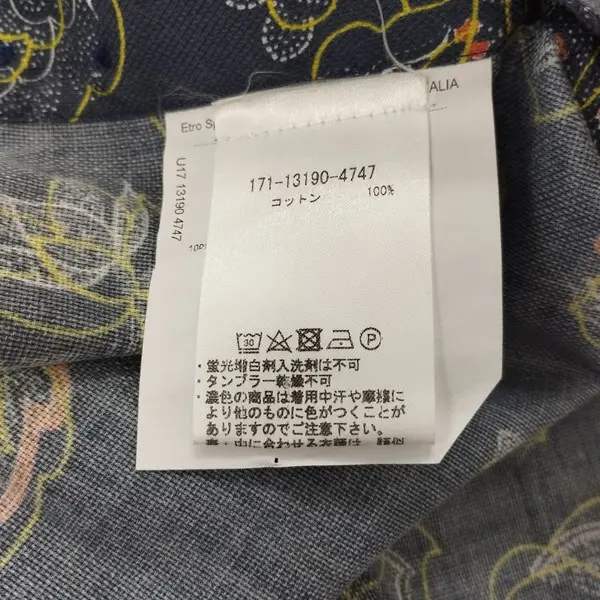 Etro Sp
ALIA
U17 13190 4747
100%
171-13190-4747
コットン 100%
30 P
・蛍光増白剤入洗剤は不可
・タンブラー乾燥不可
・濃色の商品は着用中汗や摩擦に
より他のものに色がつくことが
ありますのでご注意下さい。